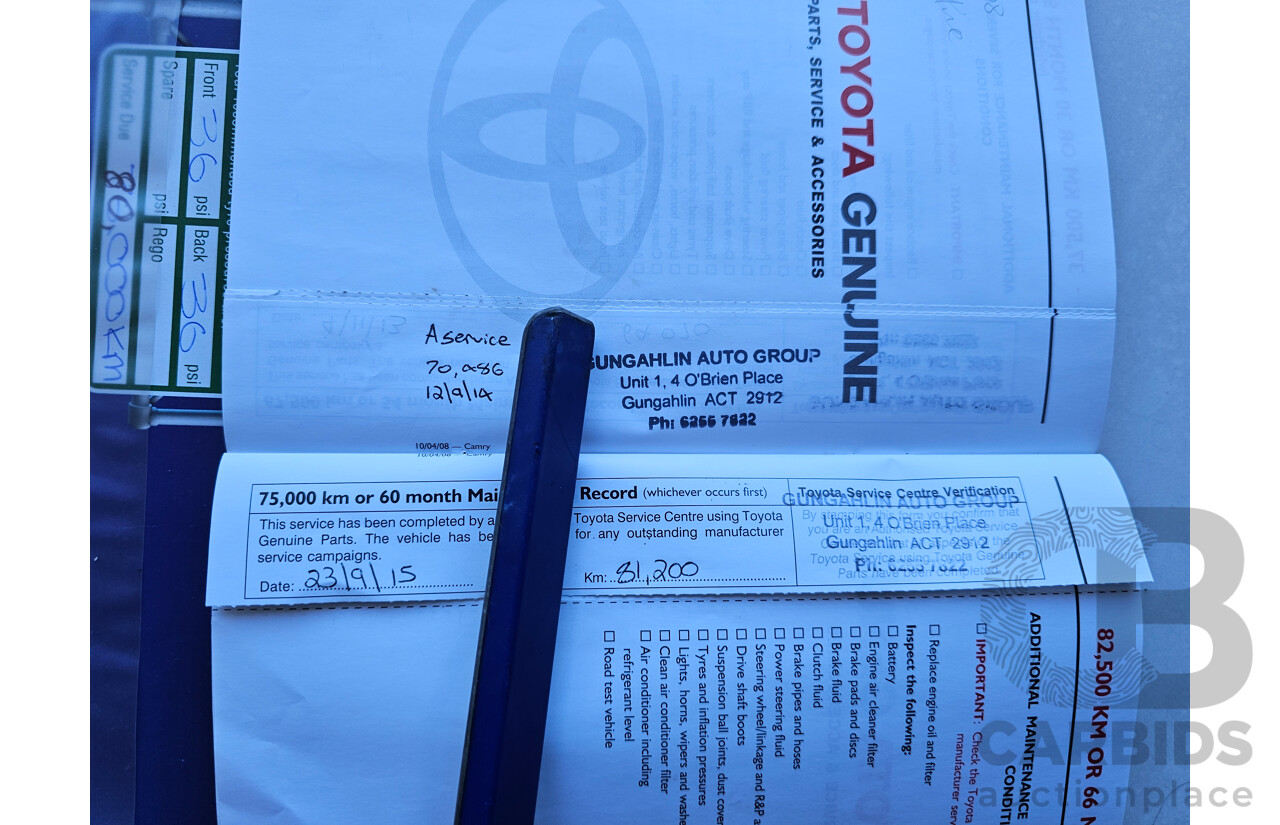 TOYOTA GENUINE
PARTS, SERVICE & ACCESSORIES
Front 36 psi Back 36 psi
Spare psi Rego
Service Due 80,000km
A service
70,086
12/9/14
GUNGAHLIN AUTO GROUP
Unit 1, 4 O'Brien Place
Gungahlin ACT 2912
Ph: 6255 7822
10/04/08 — Camry
75,000 km or 60 month Mai
Record (whichever occurs first)
Toyota Service Centre Verification
This service has been completed by a
Toyota Service Centre using Toyota
Genuine Parts. The vehicle has be
for any outstanding manufacturer
service campaigns.
Date: 23/9/15
Km: 81,200
GUNGAHLIN AUTO GROUP
Unit 1, 4 O'Brien Place
Gungahlin ACT 2912
Ph: 6255 7822
82,500 KM OR 66 M
ADDITIONAL MAINTENANCE
CONDITI
☐ IMPORTANT: Check the Toyota
manufacturer serv
☐ Replace engine oil and filter
Inspect the following:
☐ Battery
☐ Engine air cleaner filter
☐ Brake pads and discs
☐ Brake fluid
☐ Clutch fluid
☐ Brake pipes and hoses
☐ Power steering fluid
☐ Steering wheel/linkage and R&P a
☐ Drive shaft boots
☐ Suspension ball joints, dust cover
☐ Tyres and inflation pressures
☐ Lights, horns, wipers and washe
☐ Clean air conditioner filter
☐ Air conditioner including
refrigerant level
☐ Road test vehicle
CARBIDS
auctionplace